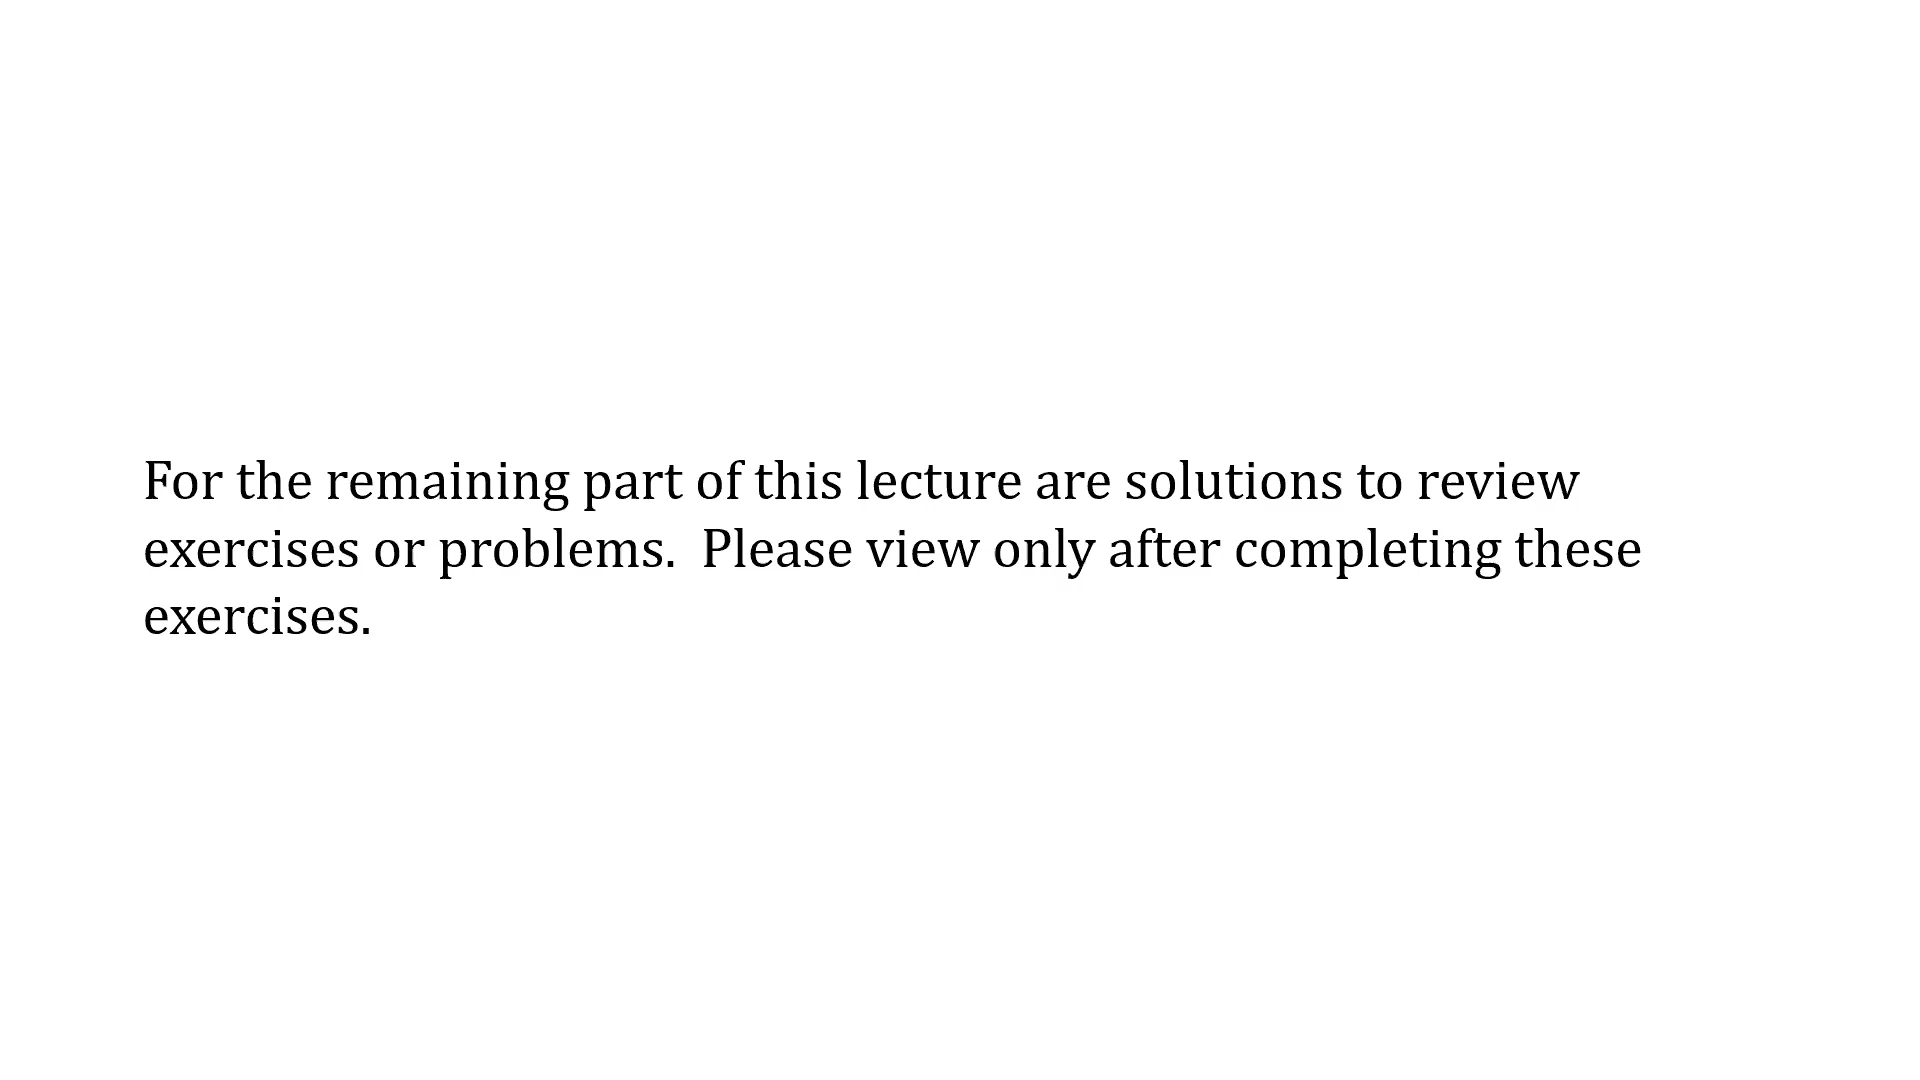 For the remaining part of this lecture are solutions to review
exercises or problems.  Please view only after completing these
exercises.